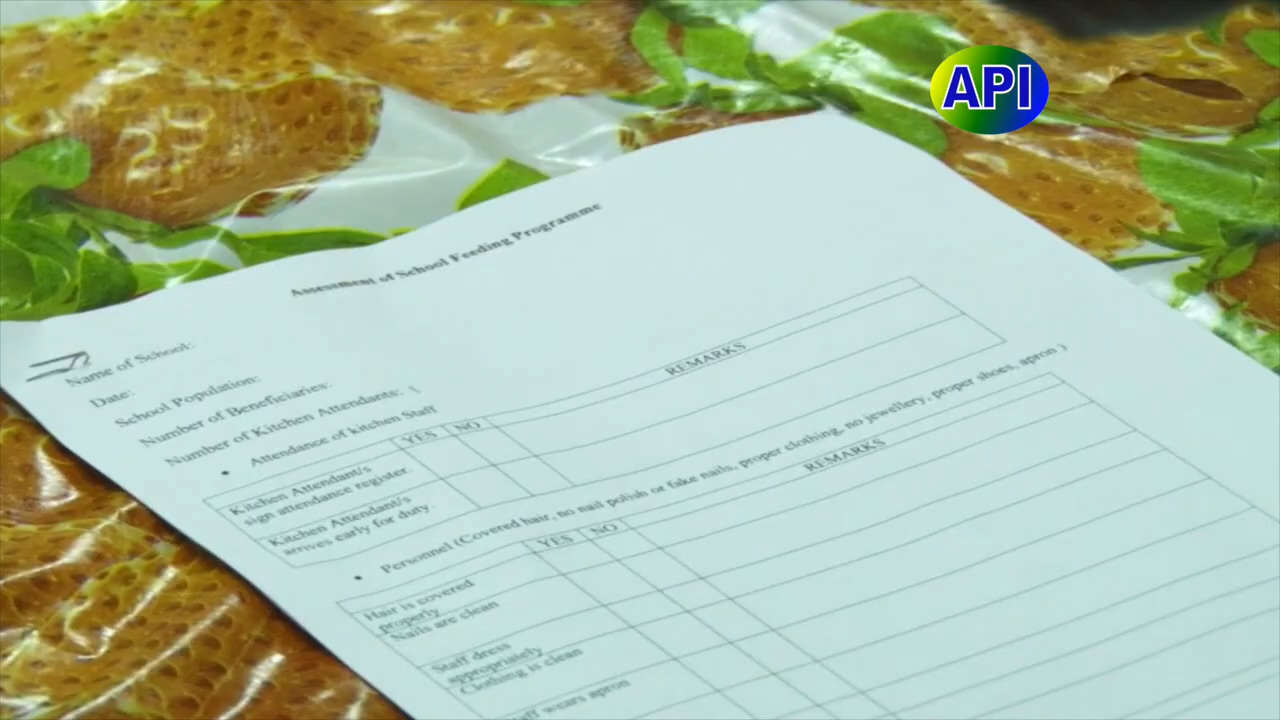 API
Assessment of School Feeding Programme
Name of School:
Date:
School Population:
Number of Beneficiaries:
Number of Kitchen Attendants:
• Attendance of kitchen Staff
YES NO REMARKS
Kitchen Attendant/s
sign attendance register.
Kitchen Attendant/s
arrives early for duty.
• Personnel (Covered hair, no nail polish or fake nails, proper clothing, no jewellery, proper shoes, apron )
YES NO REMARKS
Hair is covered
properly
Nails are clean
Staff dress
appropriately
Clothing is clean
Staff wears apron